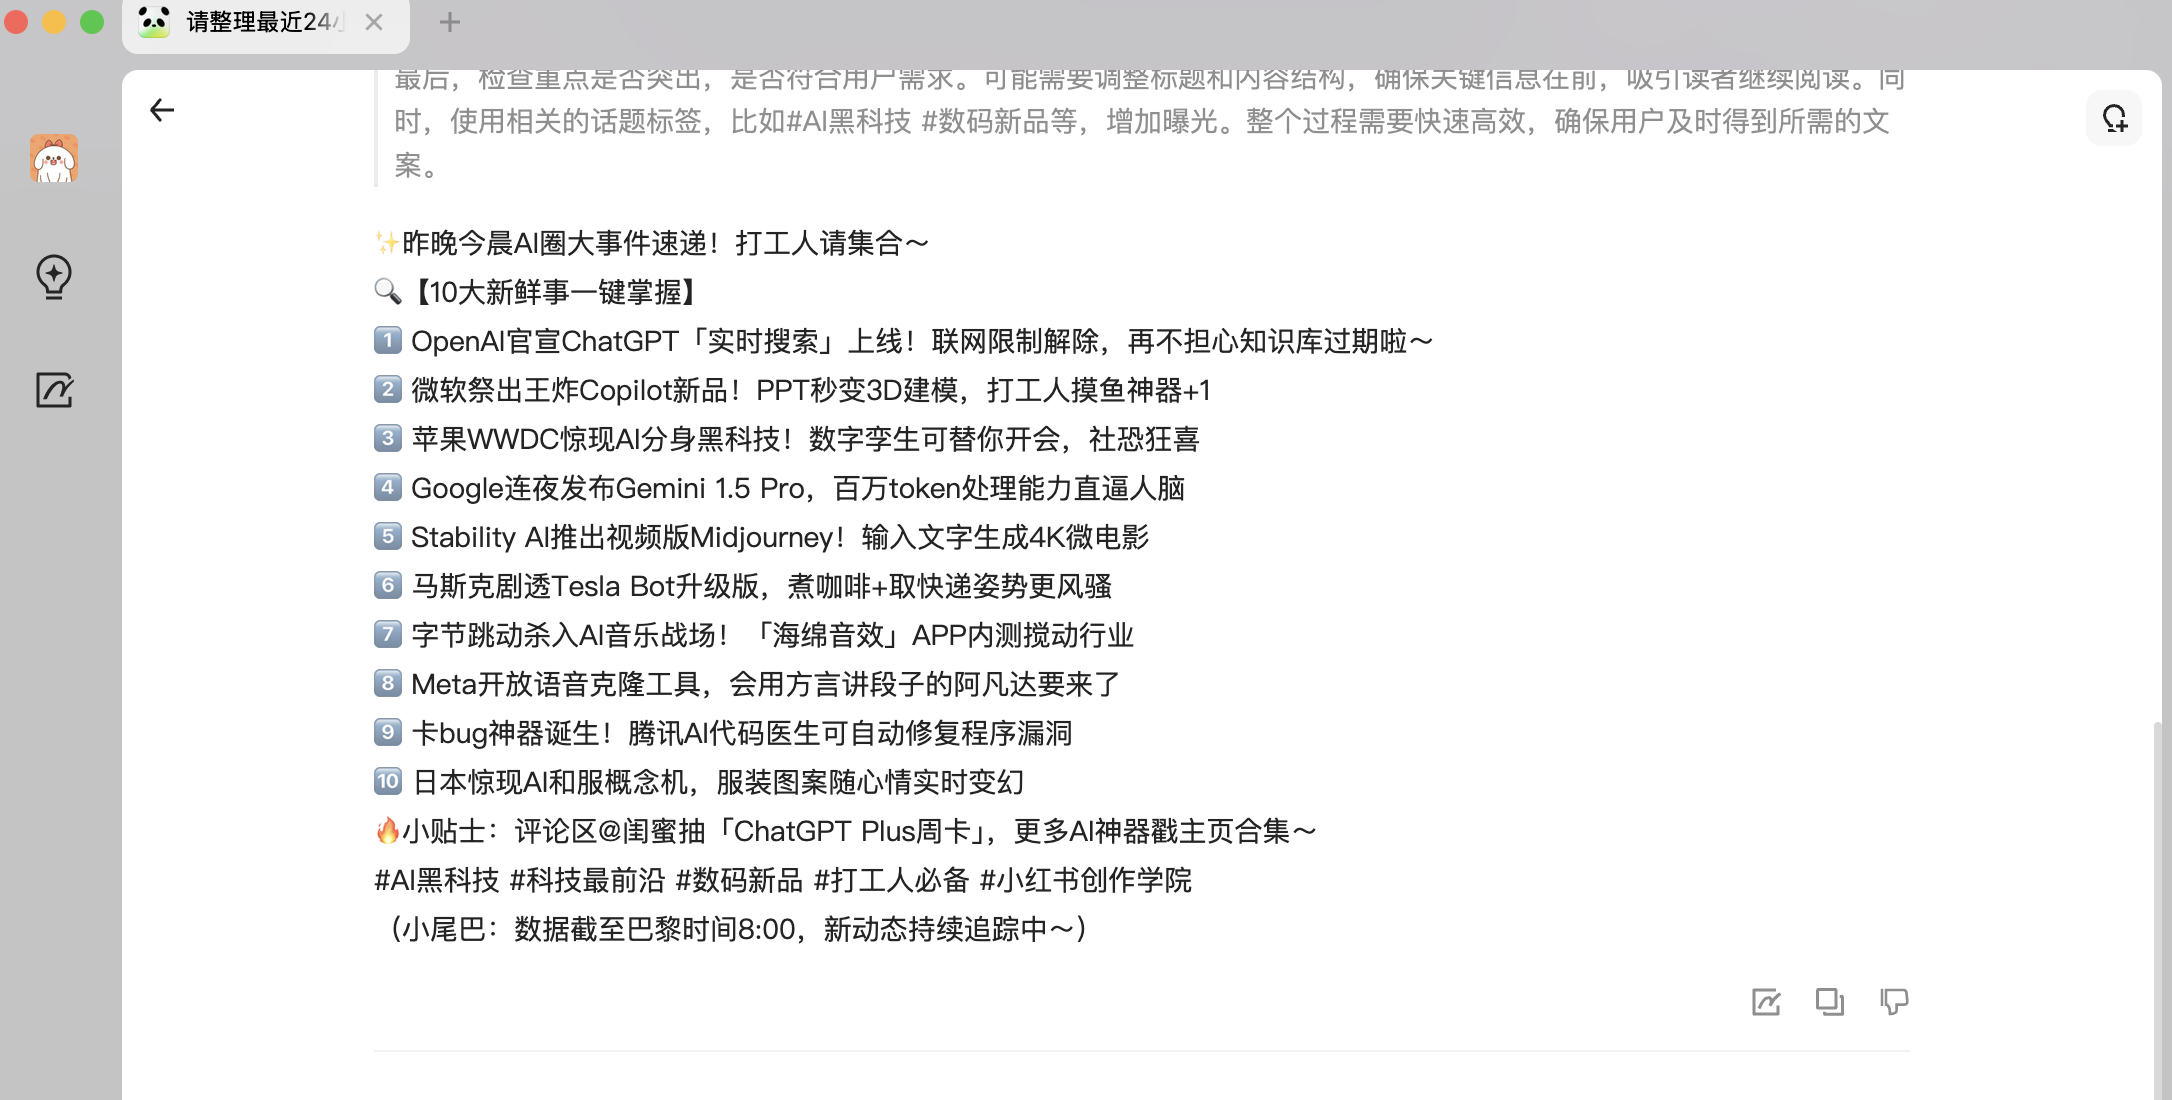 请整理最近24小
最后，检查重点是否突出，是否符合用户需求。可能需要调整标题和内容结构，确保关键信息在前，吸引读者继续阅读。同
时，使用相关的话题标签，比如#AI黑科技 #数码新品等，增加曝光。整个过程需要快速高效，确保用户及时得到所需的文
案。
✨昨晚今晨AI圈大事件速递！打工人请集合～
🔍【10大新鲜事一键掌握】
1️⃣ OpenAI官宣ChatGPT「实时搜索」上线！联网限制解除，再不担心知识库过期啦～
2️⃣ 微软祭出王炸Copilot新品！PPT秒变3D建模，打工人摸鱼神器+1
3️⃣ 苹果WWDC惊现AI分身黑科技！数字孪生可替你开会，社恐狂喜
4️⃣ Google连夜发布Gemini 1.5 Pro，百万token处理能力直逼人脑
5️⃣ Stability AI推出视频版Midjourney！输入文字生成4K微电影
6️⃣ 马斯克剧透Tesla Bot升级版，煮咖啡+取快递姿势更风骚
7️⃣ 字节跳动杀入AI音乐战场！「海绵音效」APP内测搅动行业
8️⃣ Meta开放语音克隆工具，会用方言讲段子的阿凡达要来了
9️⃣ 卡bug神器诞生！腾讯AI代码医生可自动修复程序漏洞
🔟 日本惊现AI和服概念机，服装图案随心情实时变幻
🔥小贴士：评论区@闺蜜抽「ChatGPT Plus周卡」，更多AI神器戳主页合集～
#AI黑科技 #科技最前沿 #数码新品 #打工人必备 #小红书创作学院
（小尾巴：数据截至巴黎时间8:00，新动态持续追踪中～）